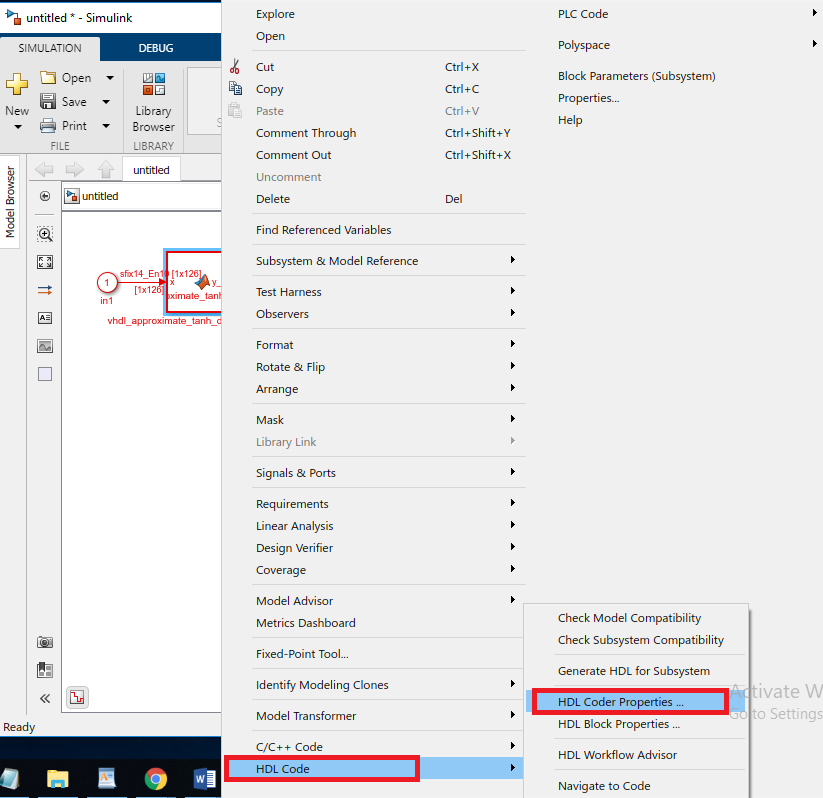 untitled * - Simulink
SIMULATION
DEBUG
New
Open
Save
Print
FILE
Library
Browser
LIBRARY
S
untitled
Model Browser
untitled
1
in1
sfix14_En10 [1x126]
[1x126]
x
y_
oximate_tanh
vhdl_approximate_tanh_d
Ready
Explore
Open
Cut Ctrl+X
Copy Ctrl+C
Paste Ctrl+V
Comment Through Ctrl+Shift+Y
Comment Out Ctrl+Shift+X
Uncomment
Delete Del
Find Referenced Variables
Subsystem & Model Reference
Test Harness
Observers
Format
Rotate & Flip
Arrange
Mask
Library Link
Signals & Ports
Requirements
Linear Analysis
Design Verifier
Coverage
Model Advisor
Metrics Dashboard
Fixed-Point Tool...
Identify Modeling Clones
Model Transformer
C/C++ Code
HDL Code
PLC Code
Polyspace
Block Parameters (Subsystem)
Properties...
Help
Check Model Compatibility
Check Subsystem Compatibility
Generate HDL for Subsystem
HDL Coder Properties ...
HDL Block Properties ...
HDL Workflow Advisor
Navigate to Code
Activate W
Go to Settings